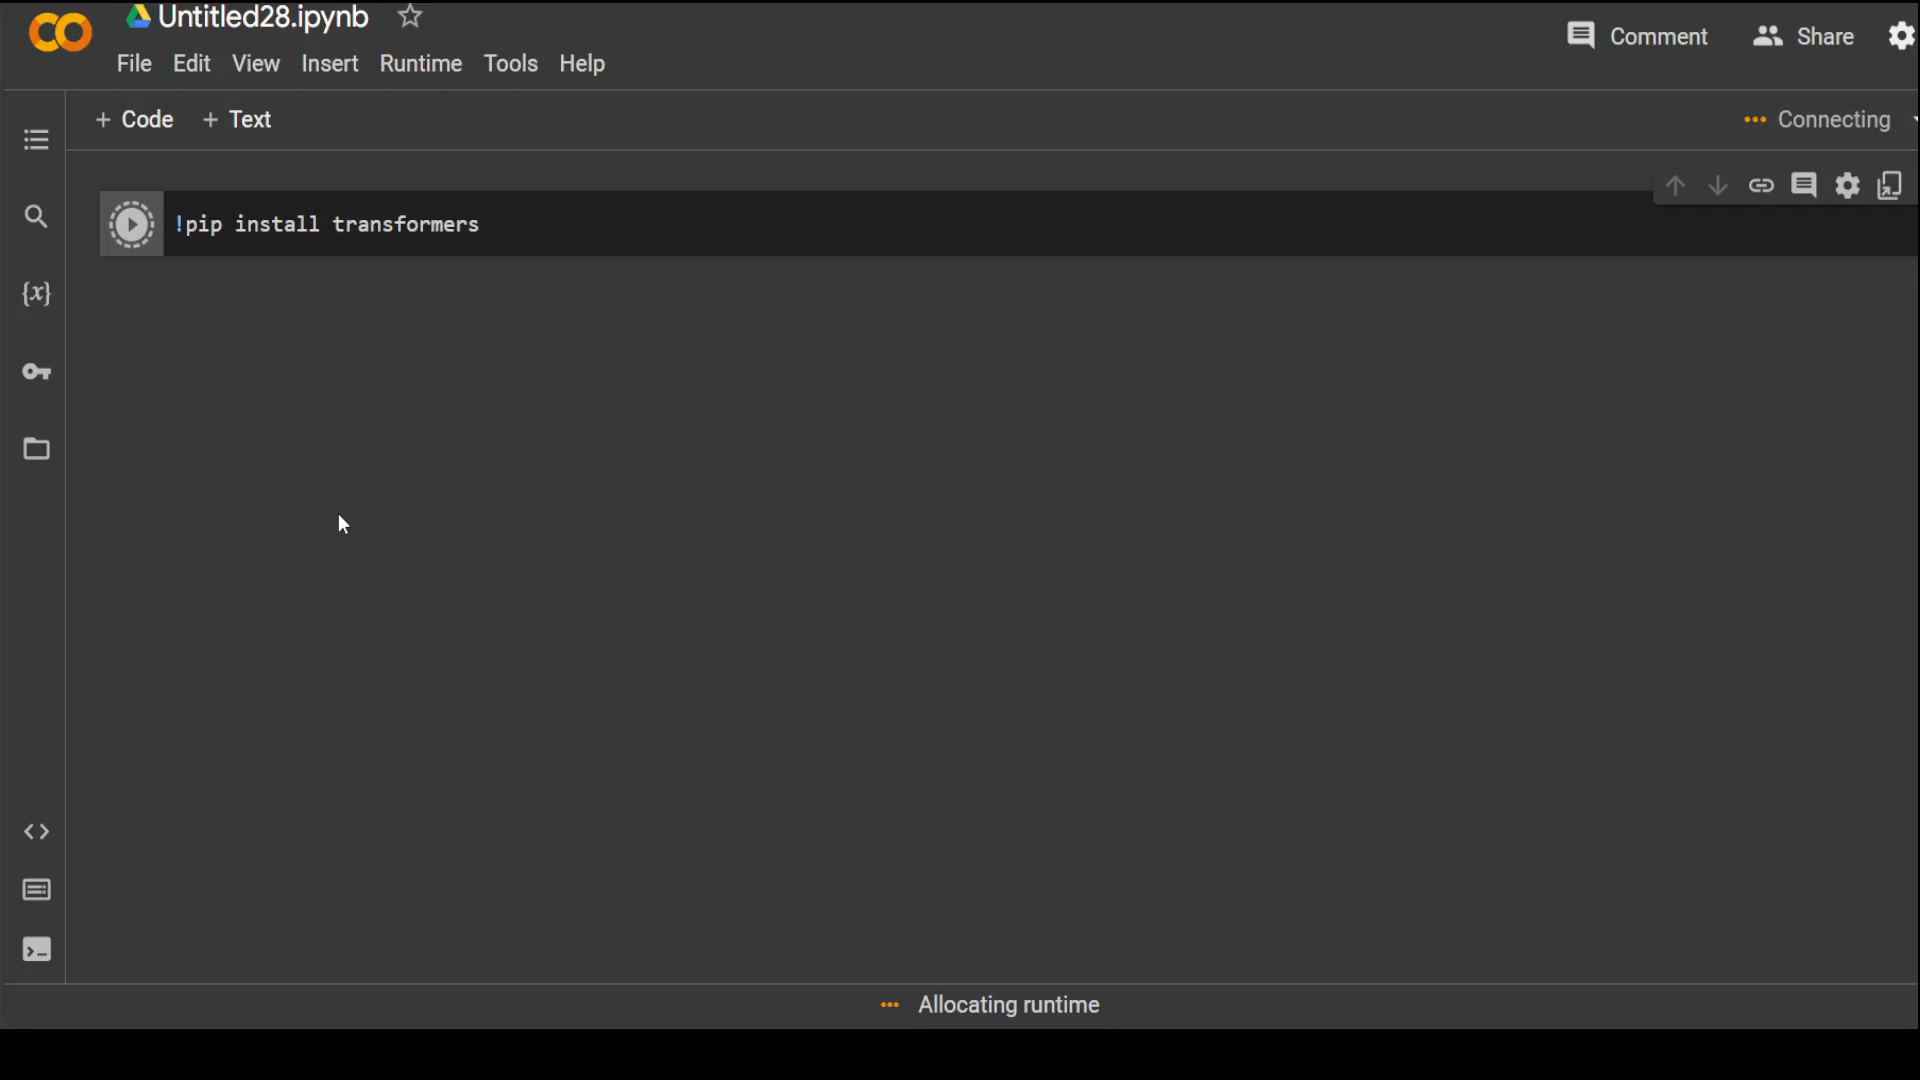 Untitled28.ipynb
Comment
Share
File Edit View Insert Runtime Tools Help
+ Code + Text
Connecting
!pip install transformers
{x}
Allocating runtime